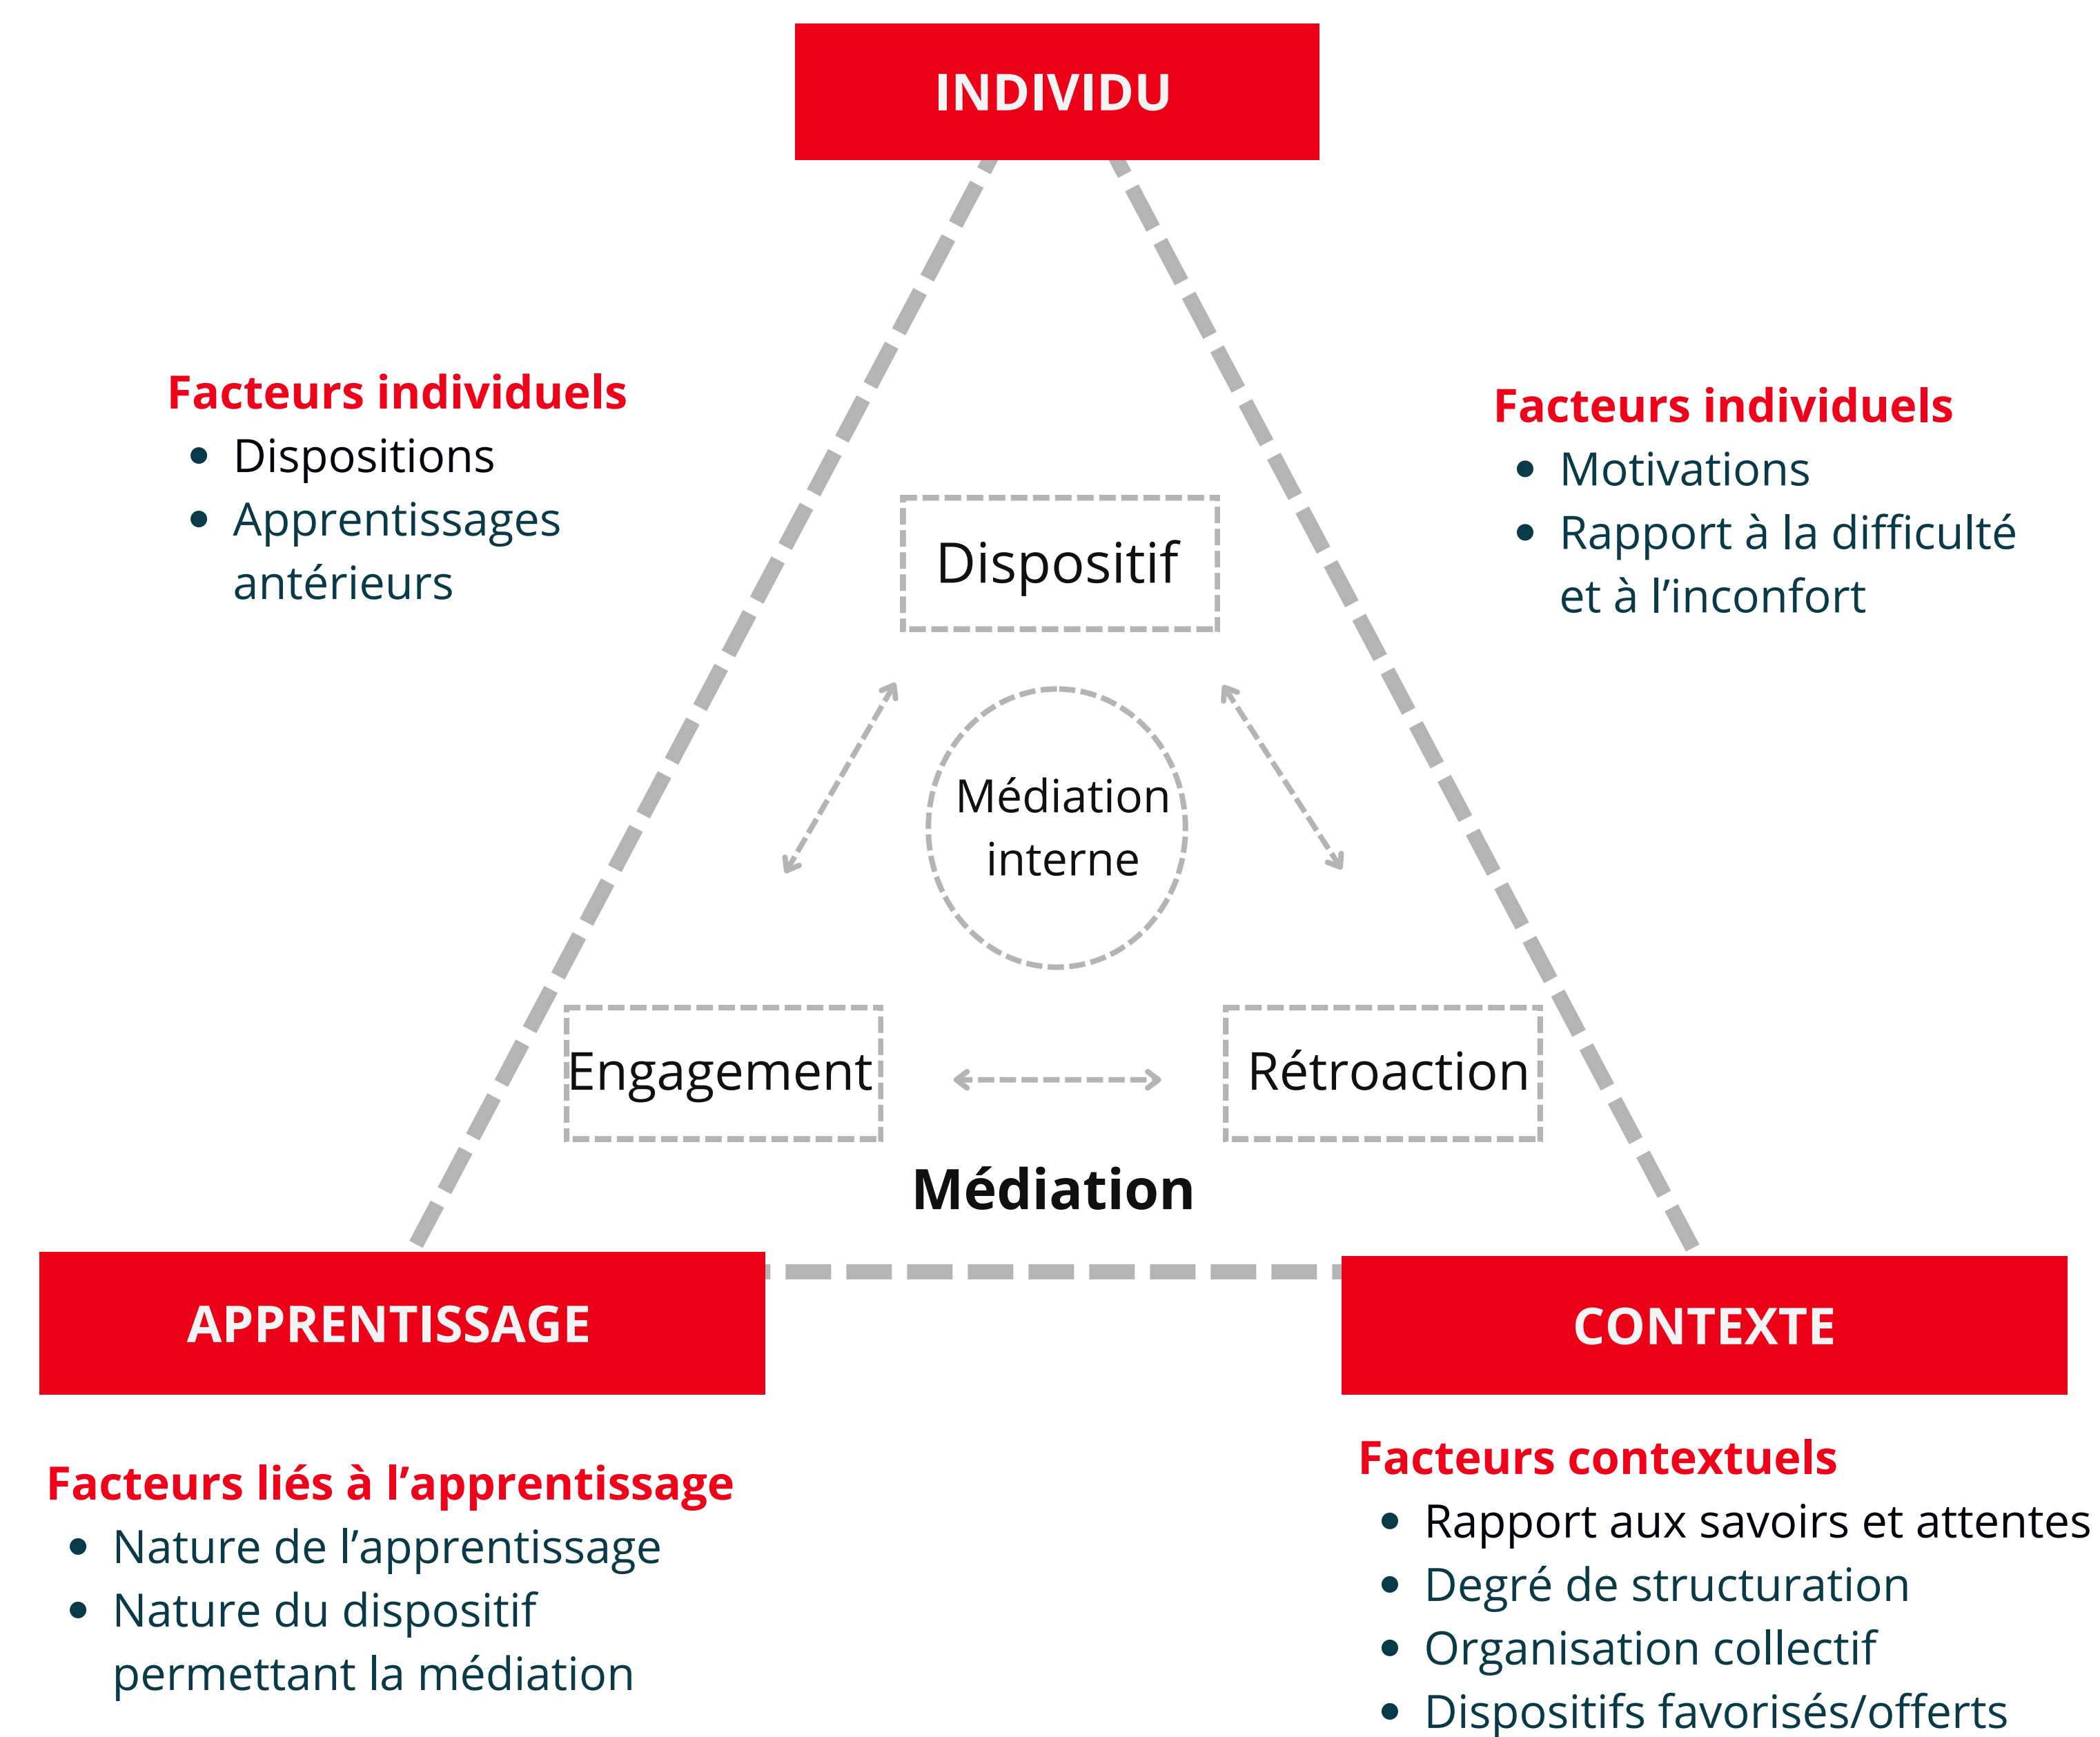 INDIVIDU
Facteurs individuels
• Dispositions
• Apprentissages
antérieurs
Facteurs individuels
• Motivations
• Rapport à la difficulté
et à l’inconfort
Dispositif
Médiation
interne
Engagement
Rétroaction
Médiation
APPRENTISSAGE
CONTEXTE
Facteurs liés à l’apprentissage
• Nature de l’apprentissage
• Nature du dispositif
permettant la médiation
Facteurs contextuels
• Rapport aux savoirs et attentes
• Degré de structuration
• Organisation collectif
• Dispositifs favorisés/offerts